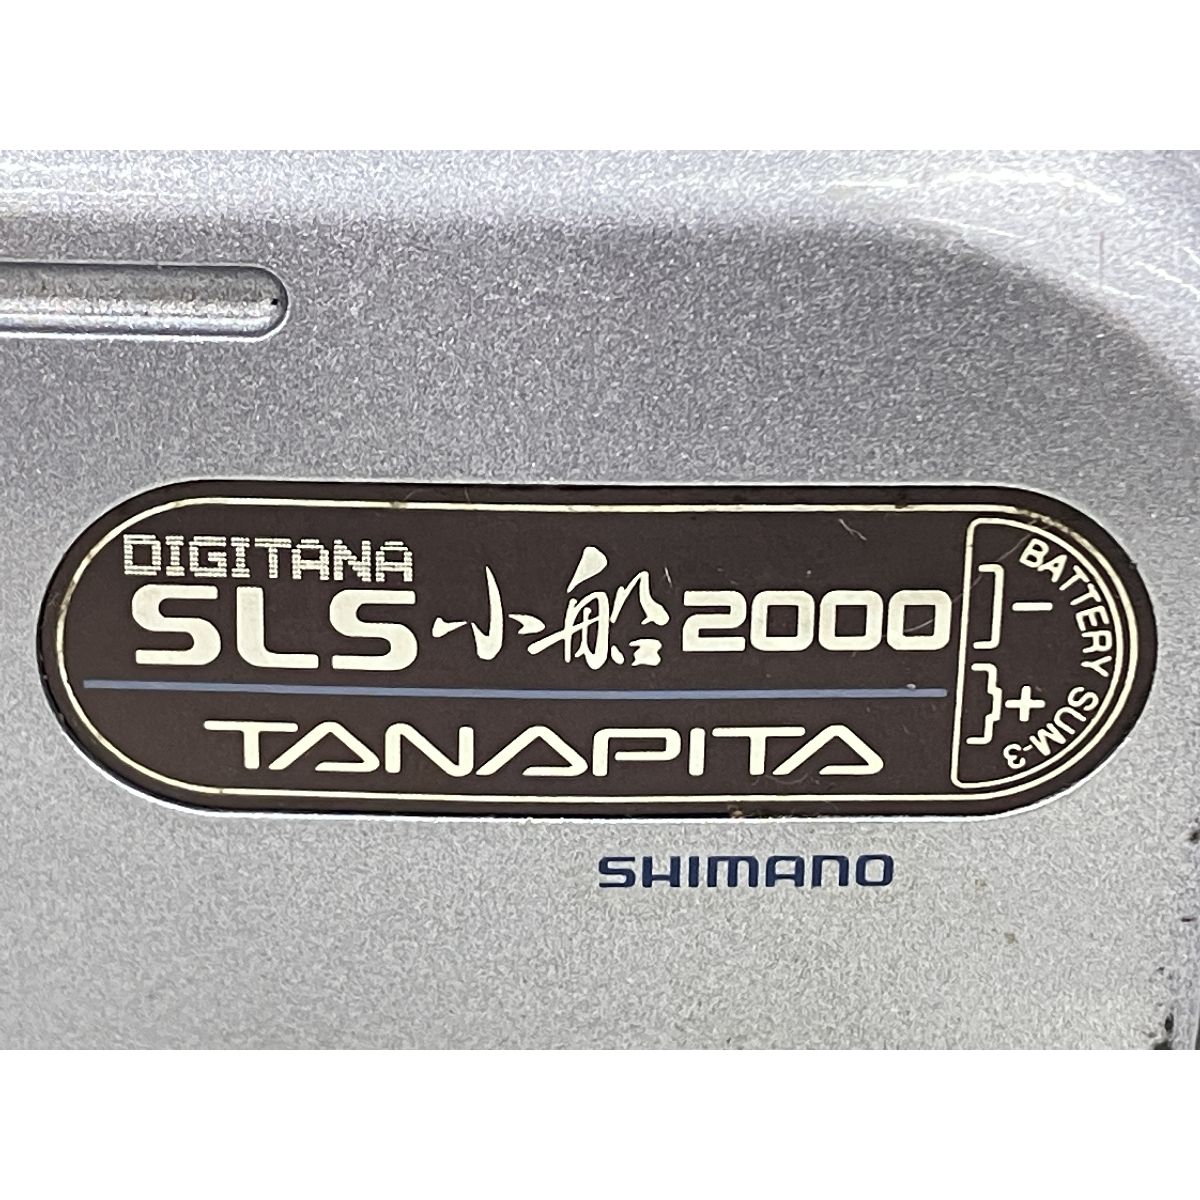 DIGITANA
SLS 小船 2000
TANAPITA
BATTERY SUM-3
− +
SHIMANO